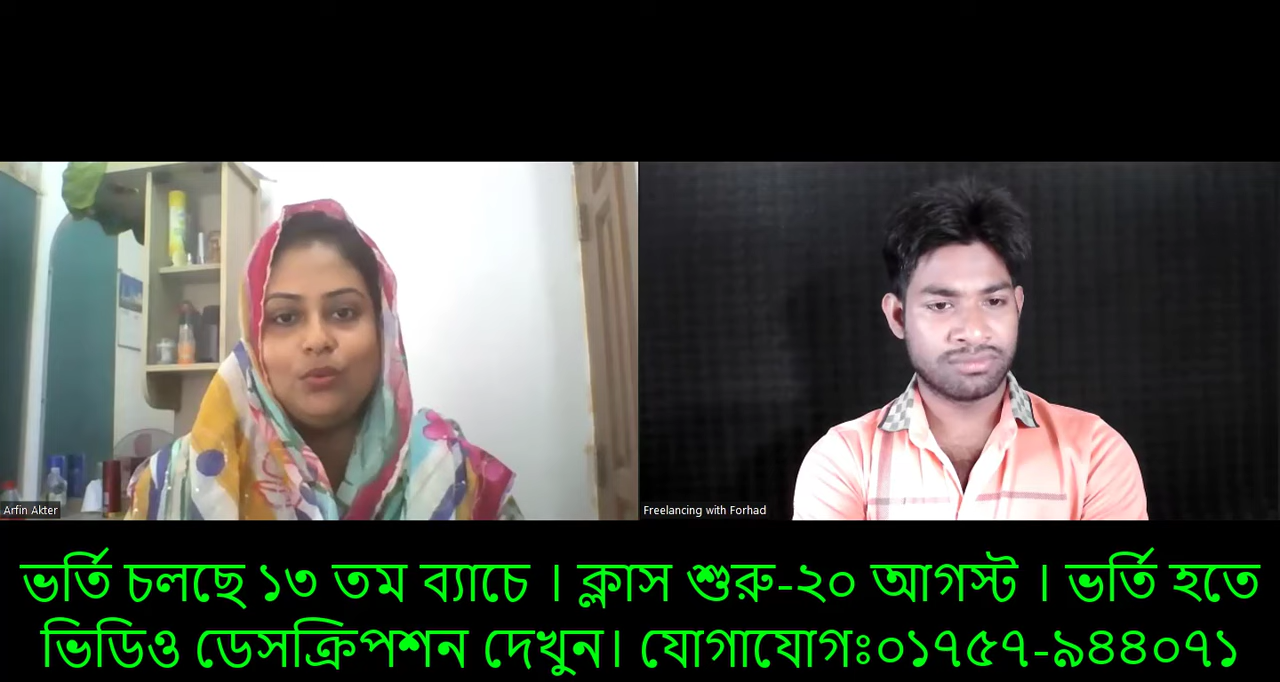 Arfin Akter
Freelancing with Forhad
ভর্তি চলছে ১৩ তম ব্যাচে । ক্লাস শুরু-২০ আগস্ট । ভর্তি হতে
ভিডিও ডেসক্রিপশন দেখুন। যোগাযোগঃ০১৭৫৭-৯৪৪০৭১